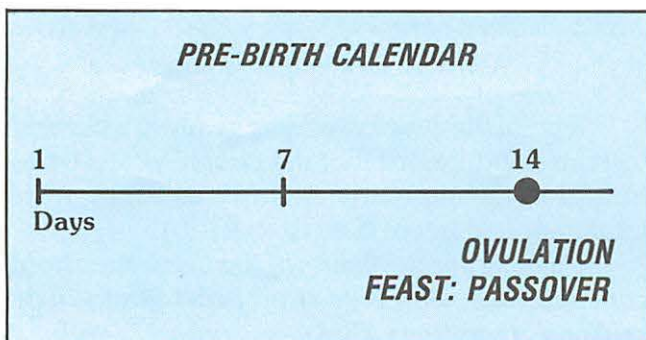 PRE-BIRTH CALENDAR
1 7 14
Days
OVULATION
FEAST: PASSOVER